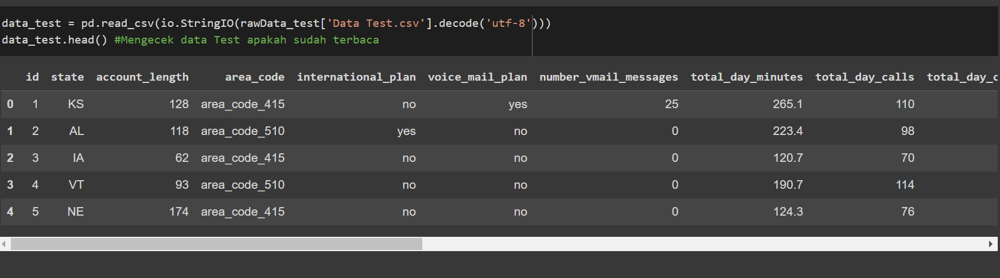 data_test = pd.read_csv(io.StringIO(rawData_test['Data Test.csv'].decode('utf-8')))
data_test.head() #Mengecek data Test apakah sudah terbaca
id state account_length area_code international_plan voice_mail_plan number_vmail_messages total_day_minutes total_day_calls total_day_c
0 1 KS 128 area_code_415 no yes 25 265.1 110
1 2 AL 118 area_code_510 yes no 0 223.4 98
2 3 IA 62 area_code_415 no no 0 120.7 70
3 4 VT 93 area_code_510 no no 0 190.7 114
4 5 NE 174 area_code_415 no no 0 124.3 76